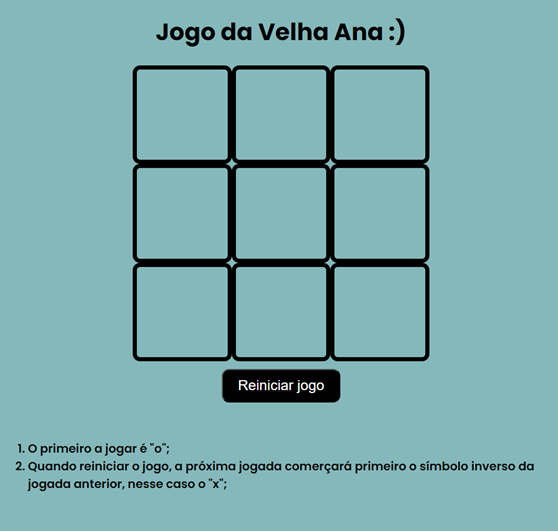 Jogo da Velha Ana :)
Reiniciar jogo
1. O primeiro a jogar é "o";
2. Quando reiniciar o jogo, a próxima jogada comerçará primeiro o símbolo inverso da
jogada anterior, nesse caso o "x";